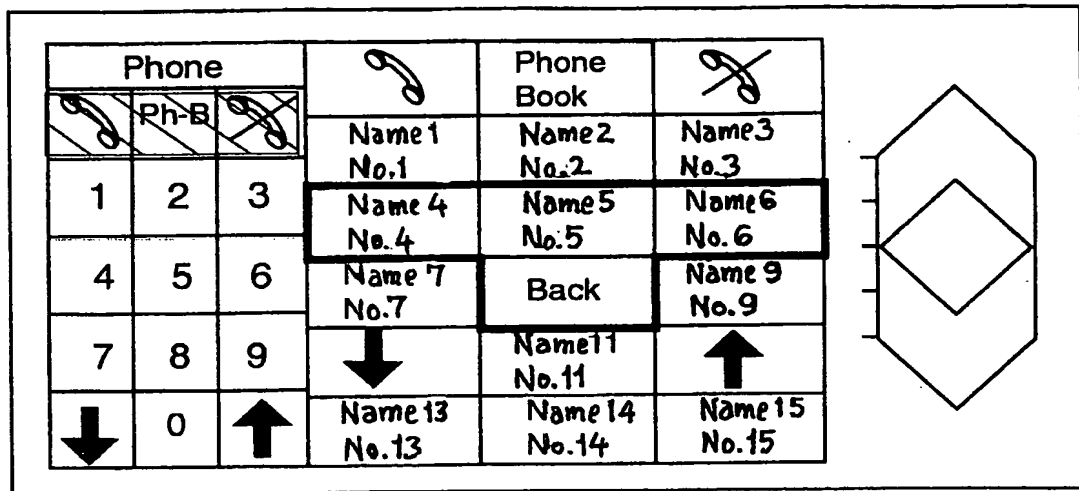 Phone
Ph-B
1 2 3
4 5 6
7 8 9
0
Phone
Book
Name1 Name2 Name3
No.1 No.2 No.3
Name 4 Name5 Name6
No.4 No.5 No.6
Name 7 Back Name 9
No.7 No.9
Name11
No.11
Name 13 Name 14 Name 15
No.13 No.14 No.15